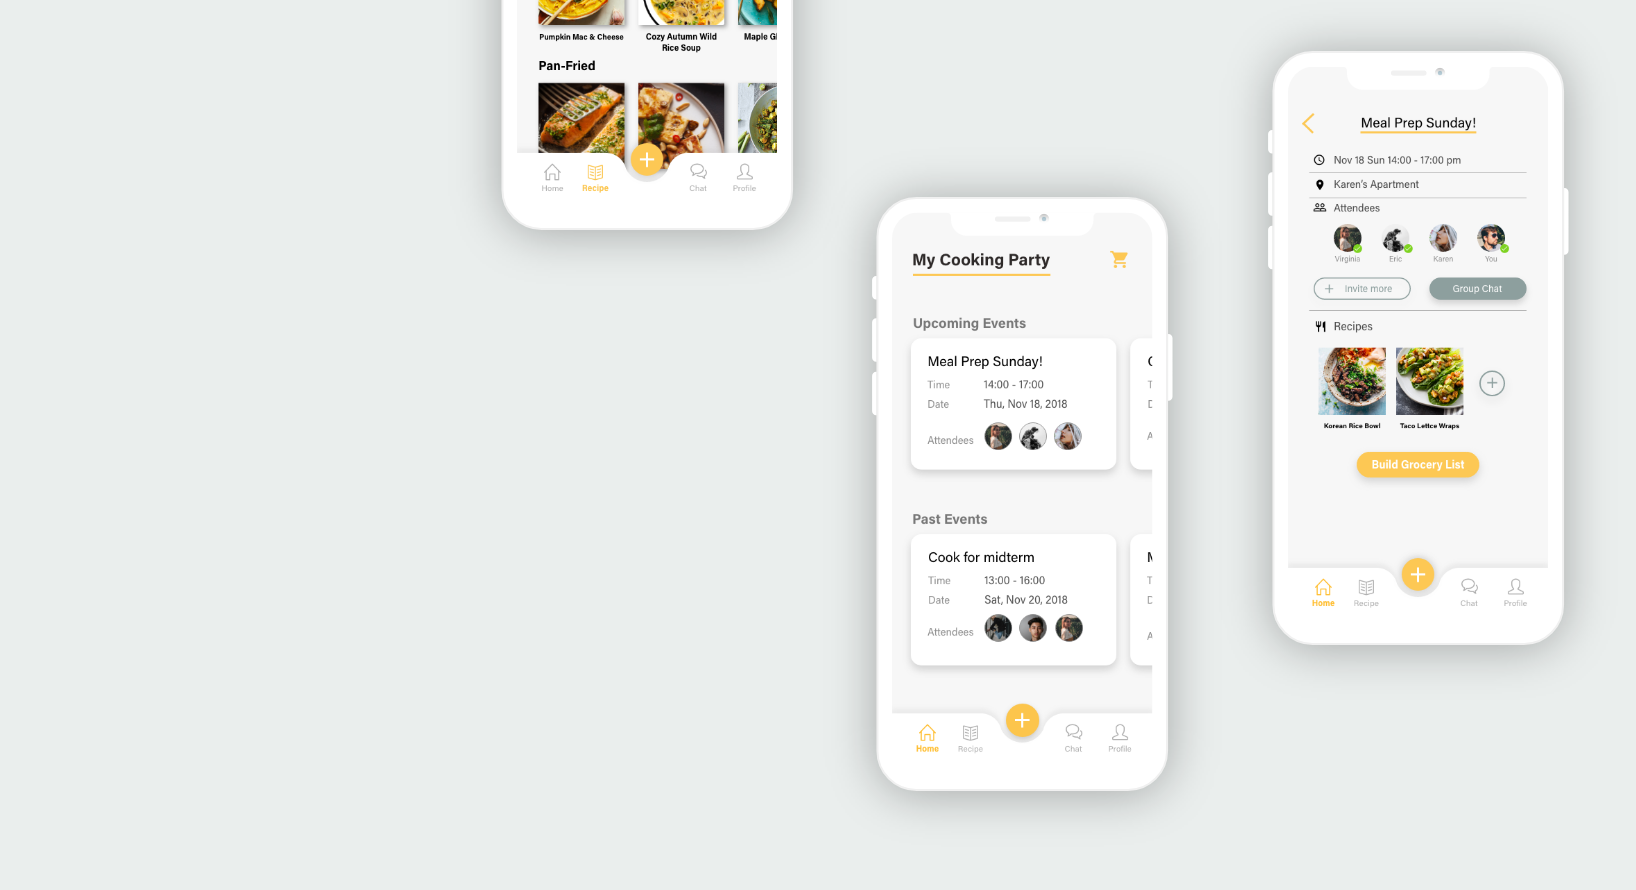 Pumpkin Mac & Cheese
Cozy Autumn Wild
Rice Soup
Maple Gl
Pan-Fried
Home
Recipe
Chat
Profile
My Cooking Party
Upcoming Events
Meal Prep Sunday!
Time 14:00 - 17:00
Date Thu, Nov 18, 2018
Attendees
Past Events
Cook for midterm
Time 13:00 - 16:00
Date Sat, Nov 20, 2018
Attendees
Home
Recipe
Chat
Profile
Meal Prep Sunday!
Nov 18 Sun 14:00 - 17:00 pm
Karen's Apartment
Attendees
Virginia
Eric
Karen
You
+ Invite more
Group Chat
Recipes
Korean Rice Bowl
Taco Lettce Wraps
Build Grocery List
Home
Recipe
Chat
Profile